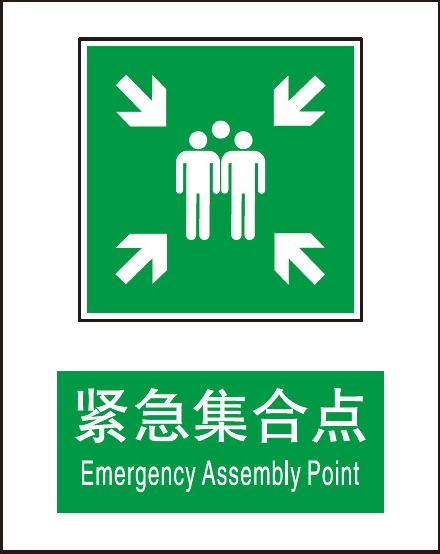 紧急集合点
Emergency Assembly Point